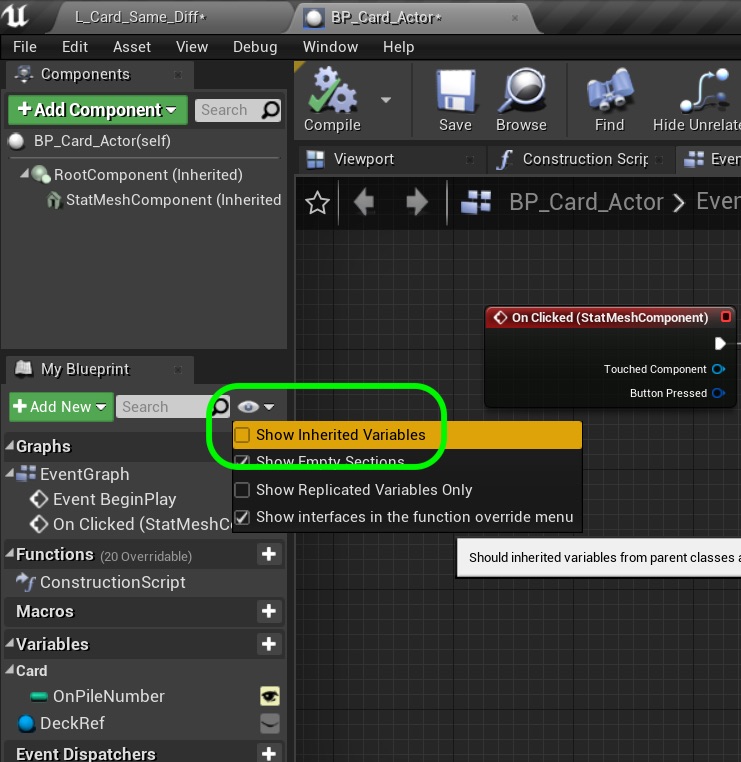 L_Card_Same_Diff*
BP_Card_Actor*
File Edit Asset View Debug Window Help
Components
Add Component
Search
Compile
Save
Browse
Find
Hide Unrelate
BP_Card_Actor(self)
RootComponent (Inherited)
StatMeshComponent (Inherited
Viewport
Construction Scrip
Even
BP_Card_Actor > Even
On Clicked (StatMeshComponent)
Touched Component
Button Pressed
My Blueprint
Add New
Search
Show Inherited Variables
Show Empty Sections
Show Replicated Variables Only
Show interfaces in the function override menu
Should inherited variables from parent classes a
Graphs
EventGraph
Event BeginPlay
On Clicked (StatMeshC
Functions (20 Overridable)
ConstructionScript
Macros
Variables
Card
OnPileNumber
DeckRef
Event Dispatchers